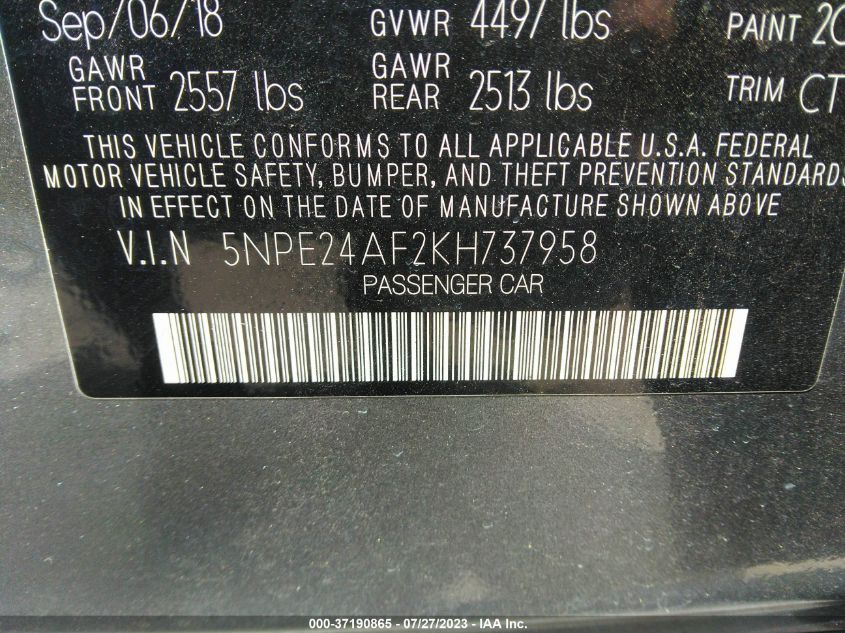 Sep/06/18 GVWR 4497 lbs PAINT
GAWR FRONT 2557 lbs GAWR REAR 2513 lbs TRIM CT
THIS VEHICLE CONFORMS TO ALL APPLICABLE U.S.A. FEDERAL
MOTOR VEHICLE SAFETY, BUMPER, AND THEFT PREVENTION STANDARDS
IN EFFECT ON THE DATE OF MANUFACTURE SHOWN ABOVE
V.I.N 5NPE24AF2KH737958
PASSENGER CAR
000-37190865 - 07/27/2023 - IAA Inc.